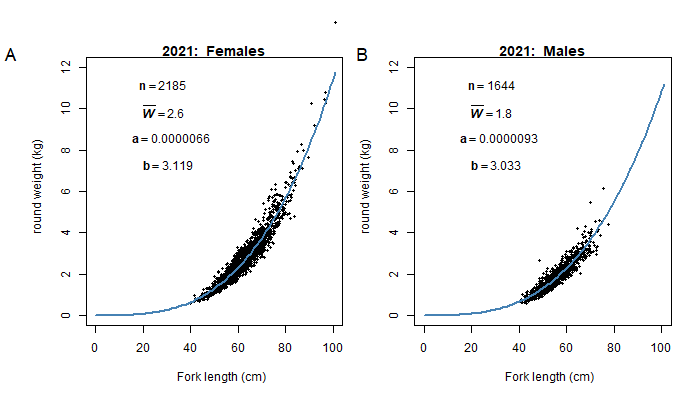 A
2021: Females
n = 2185
W = 2.6
a = 0.0000066
b = 3.119
round weight (kg)
0
2
4
6
8
10
12
0 20 40 60 80 100
Fork length (cm)
B
2021: Males
n = 1644
W = 1.8
a = 0.0000093
b = 3.033
round weight (kg)
0
2
4
6
8
10
12
0 20 40 60 80 100
Fork length (cm)